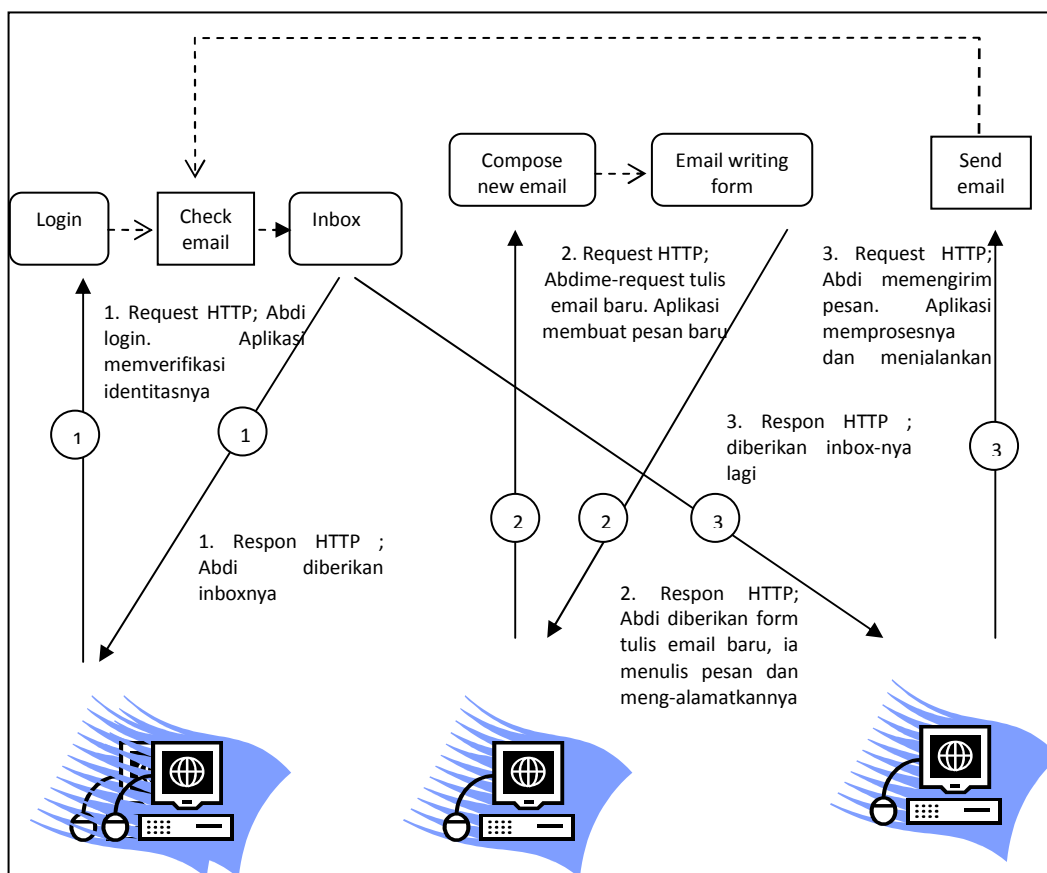 Compose
new email
Email writing
form
Send
email
Login
Check
email
Inbox
1. Request HTTP; Abdi
login. Aplikasi
memverifikasi
identitasnya
2. Request HTTP;
Abdime-request tulis
email baru. Aplikasi
membuat pesan baru
3. Request HTTP;
Abdi memengirim
pesan. Aplikasi
memprosesnya
dan menjalankan
1
1
3. Respon HTTP ;
diberikan inbox-nya
lagi
3
2
2
3
1. Respon HTTP ;
Abdi diberikan
inboxnya
2. Respon HTTP;
Abdi diberikan form
tulis email baru, ia
menulis pesan dan
meng-alamatkannya